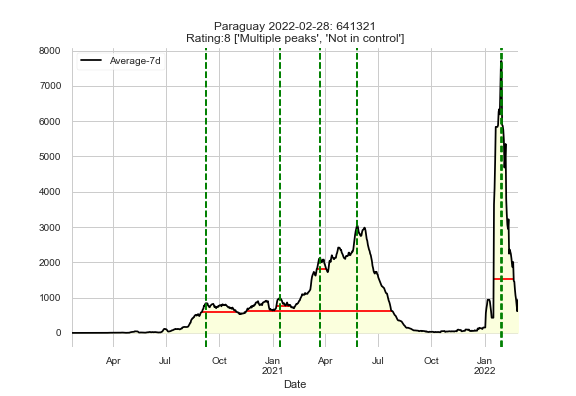 Paraguay 2022-02-28: 641321
Rating:8 ['Multiple peaks', 'Not in control']
Average-7d
8000
7000
6000
5000
4000
3000
2000
1000
0
Apr Jul Oct Jan Apr Jul Oct Jan
2021 2022
Date